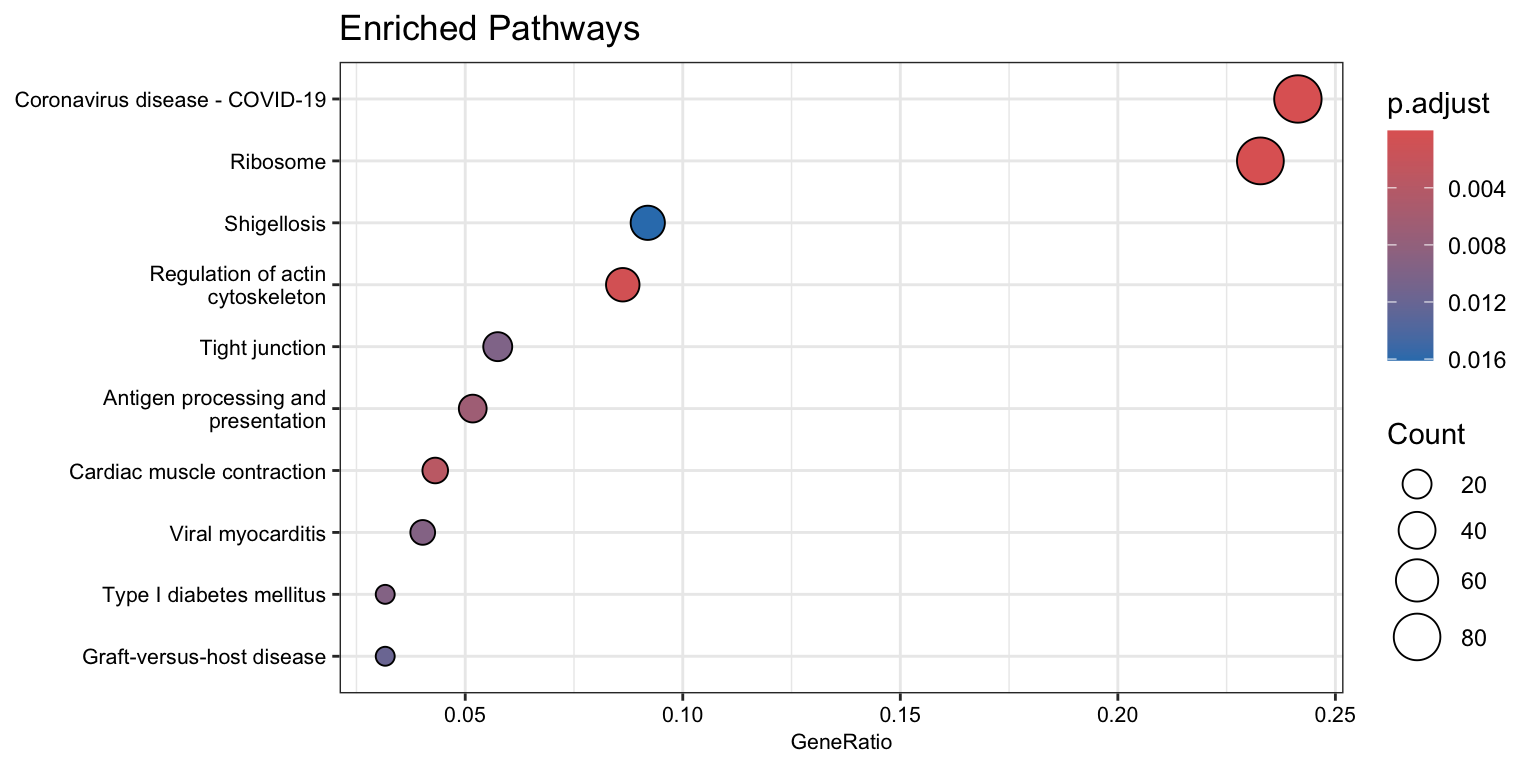 Enriched Pathways
Coronavirus disease - COVID-19
Ribosome
Shigellosis
Regulation of actin
cytoskeleton
Tight junction
Antigen processing and
presentation
Cardiac muscle contraction
Viral myocarditis
Type I diabetes mellitus
Graft-versus-host disease
0.05 0.10 0.15 0.20 0.25
GeneRatio
p.adjust
0.004
0.008
0.012
0.016
Count
20
40
60
80